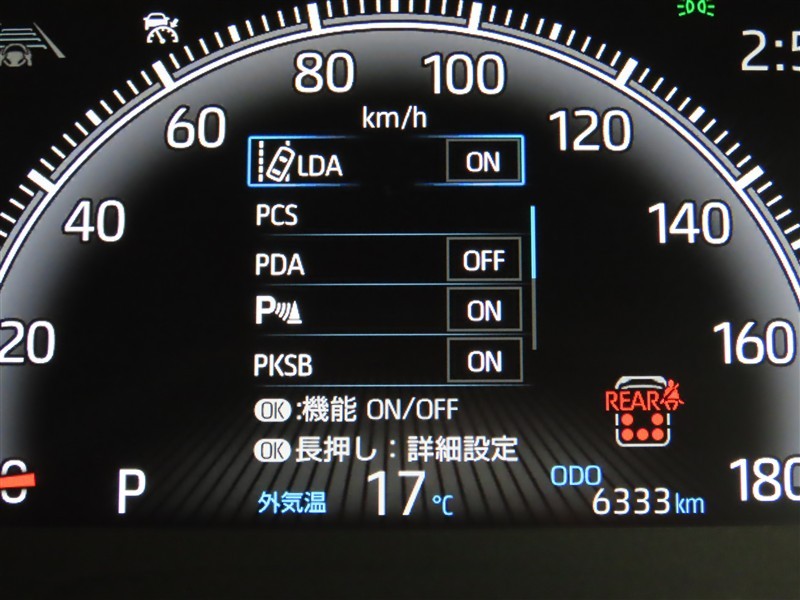 2:5
80
100
60
km/h
120
LDA ON
40
PCS
140
PDA OFF
P ON
20
160
PKSB ON
REAR
OK:機能 ON/OFF
OK長押し:詳細設定
0
P
外気温 17℃
ODO
6333km
180